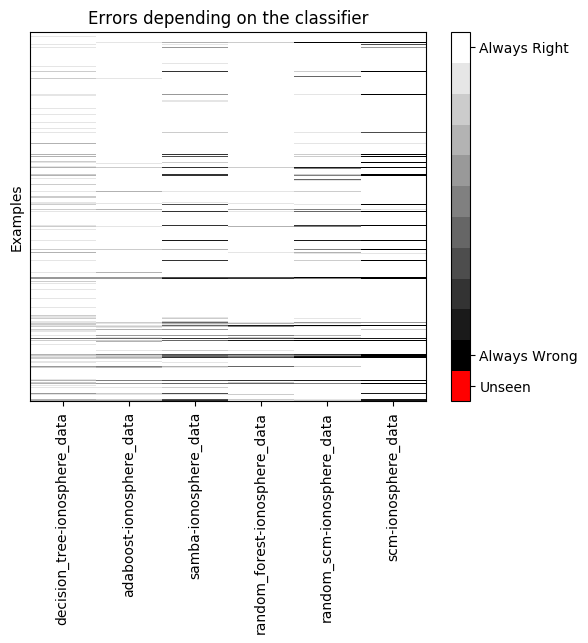 Errors depending on the classifier
Always Right
Examples
Always Wrong
Unseen
decision_tree-ionosphere_data
adaboost-ionosphere_data
samba-ionosphere_data
random_forest-ionosphere_data
random_scm-ionosphere_data
scm-ionosphere_data